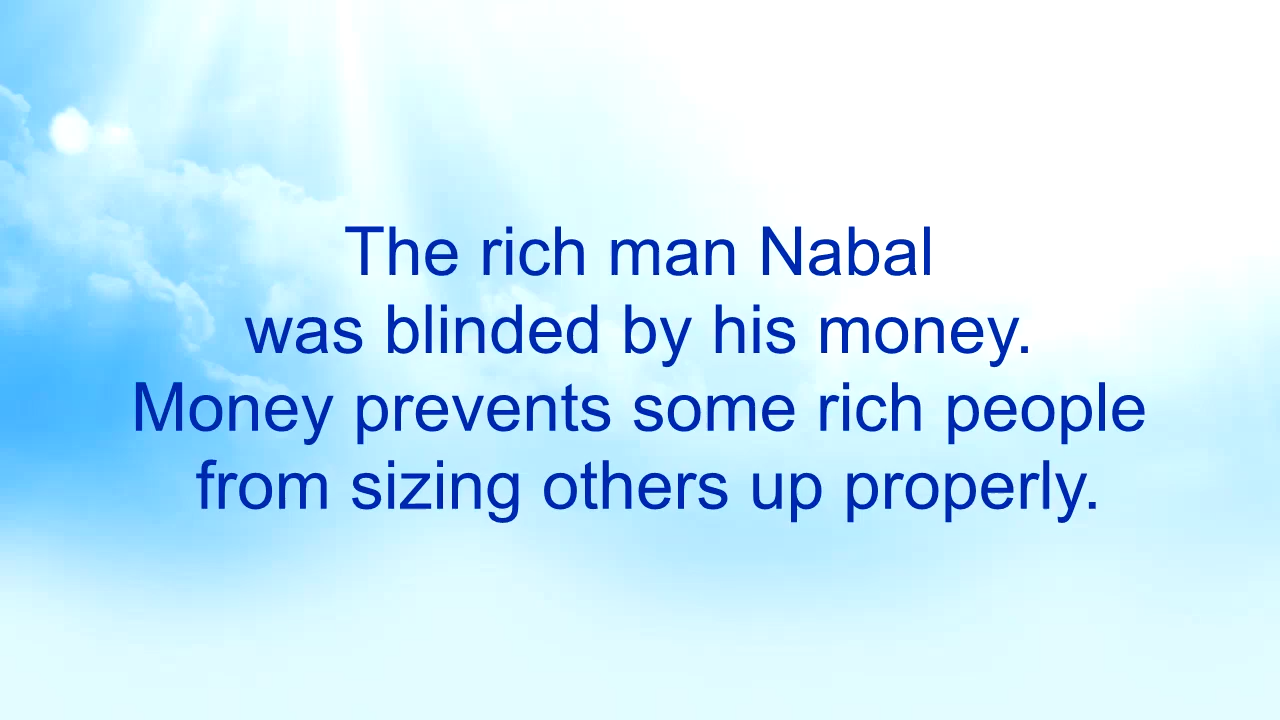 The rich man Nabal
was blinded by his money.
Money prevents some rich people
from sizing others up properly.